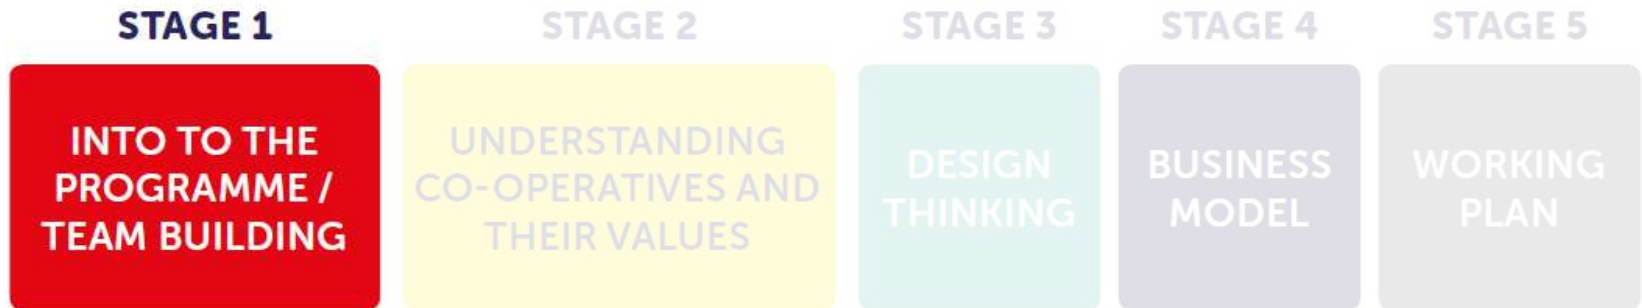 STAGE 1
INTO TO THE
PROGRAMME /
TEAM BUILDING
STAGE 2
UNDERSTANDING
CO-OPERATIVES AND
THEIR VALUES
STAGE 3
DESIGN
THINKING
STAGE 4
BUSINESS
MODEL
STAGE 5
WORKING
PLAN